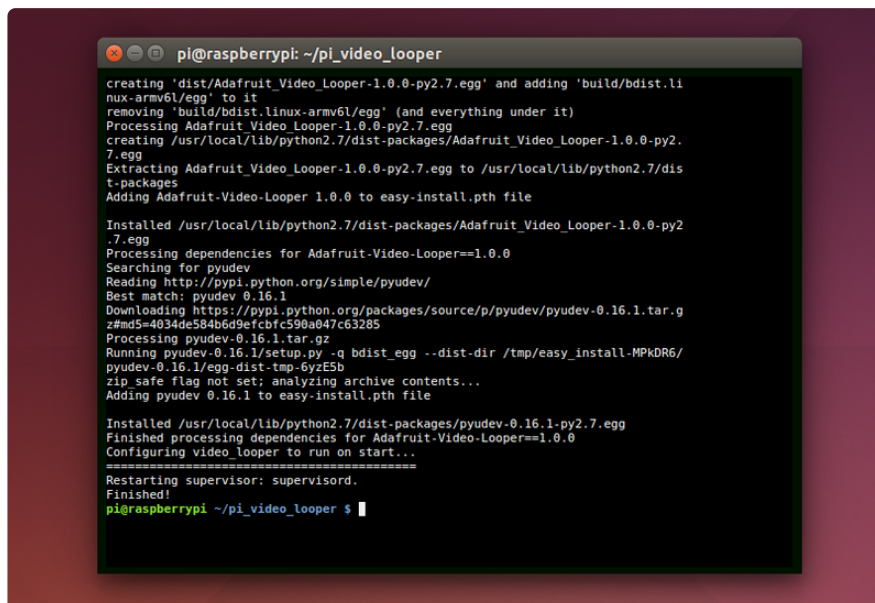 pi@raspberrypi: ~/pi_video_looper
creating 'dist/Adafruit_Video_Looper-1.0.0-py2.7.egg' and adding 'build/bdist.li
nux-armv6l/egg' to it
removing 'build/bdist.linux-armv6l/egg' (and everything under it)
Processing Adafruit_Video_Looper-1.0.0-py2.7.egg
creating /usr/local/lib/python2.7/dist-packages/Adafruit_Video_Looper-1.0.0-py2.
7.egg
Extracting Adafruit_Video_Looper-1.0.0-py2.7.egg to /usr/local/lib/python2.7/dis
t-packages
Adding Adafruit-Video-Looper 1.0.0 to easy-install.pth file
Installed /usr/local/lib/python2.7/dist-packages/Adafruit_Video_Looper-1.0.0-py2
.7.egg
Processing dependencies for Adafruit-Video-Looper==1.0.0
Searching for pyudev
Reading http://pypi.python.org/simple/pyudev/
Best match: pyudev 0.16.1
Downloading https://pypi.python.org/packages/source/p/pyudev/pyudev-0.16.1.tar.g
z#md5=4034de584b6d9efcbfc590a047c63285
Processing pyudev-0.16.1.tar.gz
Running pyudev-0.16.1/setup.py -q bdist_egg --dist-dir /tmp/easy_install-MPkDR6/
pyudev-0.16.1/egg-dist-tmp-6yzE5b
zip_safe flag not set; analyzing archive contents...
Adding pyudev 0.16.1 to easy-install.pth file
Installed /usr/local/lib/python2.7/dist-packages/pyudev-0.16.1-py2.7.egg
Finished processing dependencies for Adafruit-Video-Looper==1.0.0
Configuring video_looper to run on start...
===========================================
Restarting supervisor: supervisord.
Finished!
pi@raspberrypi ~/pi_video_looper $